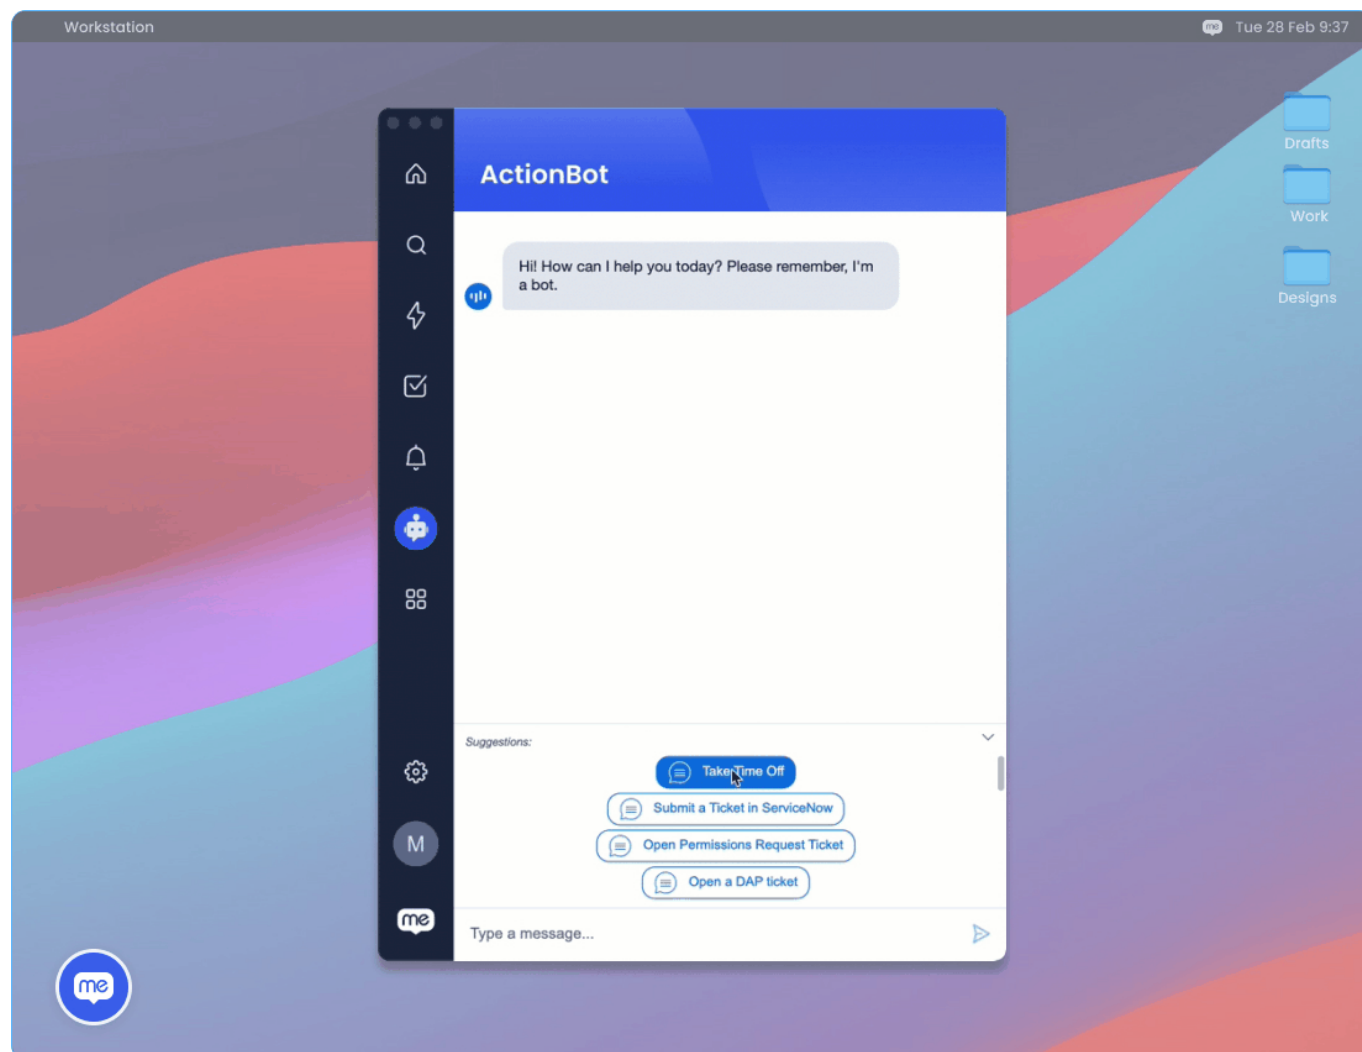 Workstation
me
Tue 28 Feb 9:37
Drafts
Work
Designs
ActionBot
Hi! How can I help you today? Please remember, I'm
a bot.
Suggestions:
Take Time Off
Submit a Ticket in ServiceNow
Open Permissions Request Ticket
Open a DAP ticket
Type a message...
M
me
me